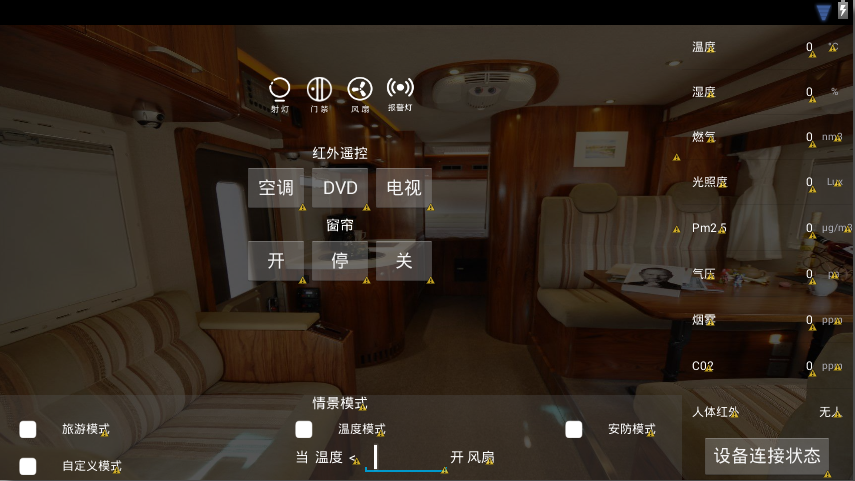 射灯 门禁 风扇 报警灯
红外遥控
空调 DVD 电视
窗帘
开 停 关
温度 0 ℃
湿度 0 %
燃气 0 nm3
光照度 0 Lux
Pm2.5 0 μg/m3
气压 0 pa
烟雾 0 ppm
CO2 0 ppm
人体红外 无人
设备连接状态
情景模式
旅游模式 温度模式 安防模式
自定义模式 当 温度 < 开 风扇